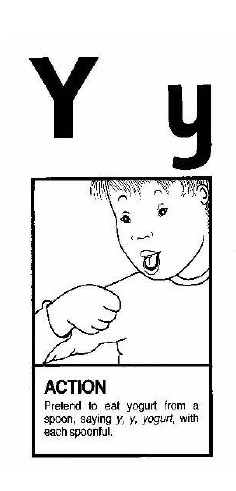 Y y
ACTION
Pretend to eat yogurt from a
spoon, saying y, y, yogurt, with
each spoonful.